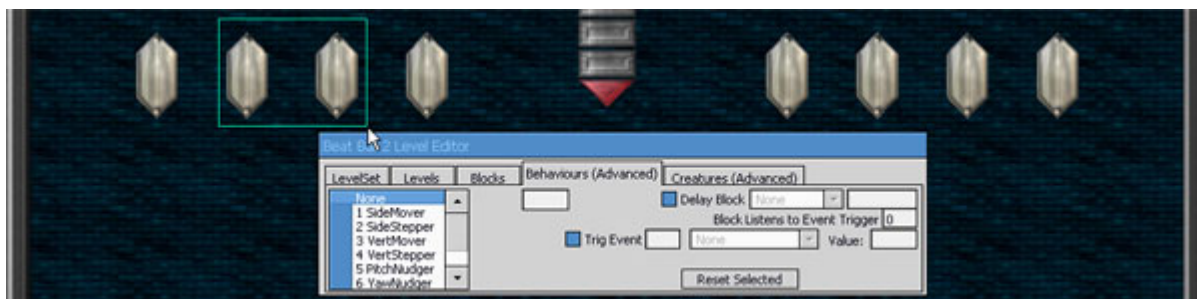 Beat B 2 Level Editor
LevelSet Levels Blocks Behaviours (Advanced) Creatures (Advanced)
None
1 SideMover
2 SideStepper
3 VertMover
4 VertStepper
5 PitchNudger
6 YawNudger
Delay Block None
Block Listens to Event Trigger 0
Trig Event None Value:
Reset Selected